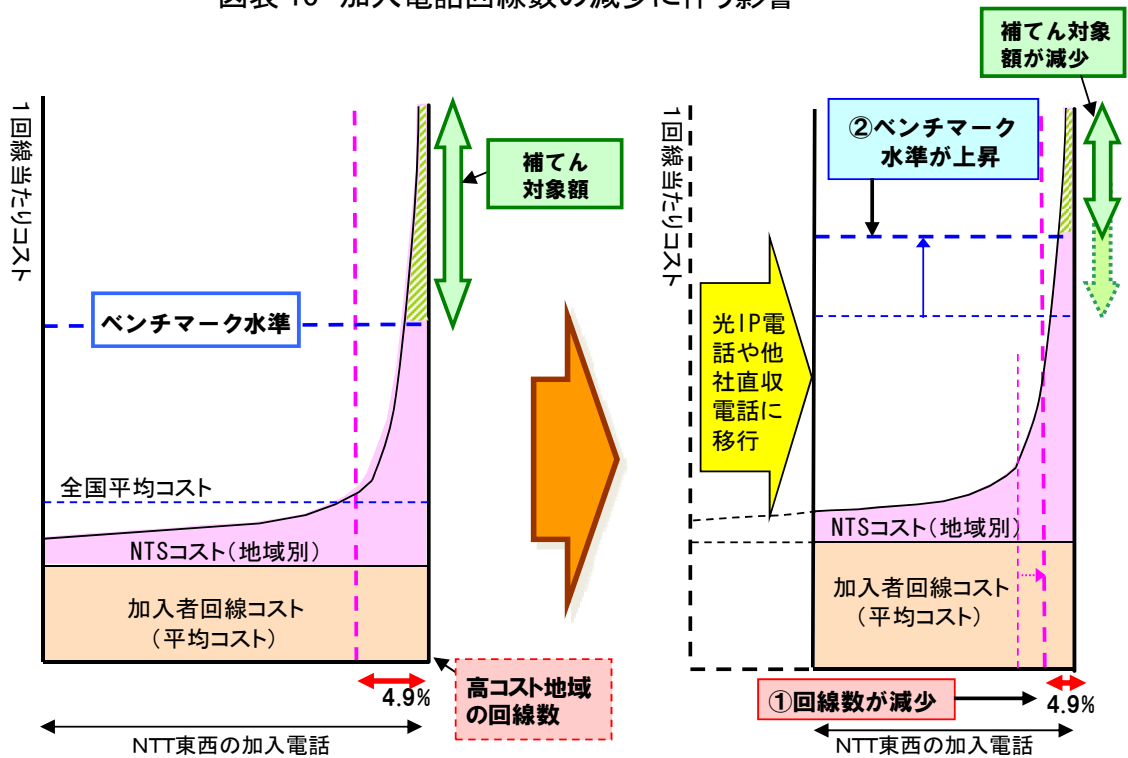 補てん対象
額が減少
1回線当たりコスト
補てん
対象額
ベンチマーク水準
全国平均コスト
NTSコスト(地域別)
加入者回線コスト
(平均コスト)
4.9%
高コスト地域
の回線数
NTT東西の加入電話
1回線当たりコスト
②ベンチマーク
水準が上昇
光IP電
話や他
社直収
電話に
移行
NTSコスト(地域別)
加入者回線コスト
(平均コスト)
①回線数が減少
4.9%
NTT東西の加入電話